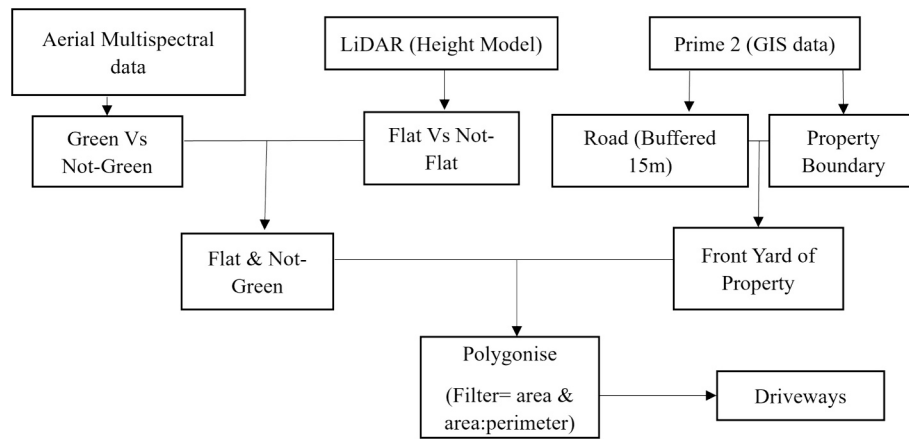 Aerial Multispectral
data
LiDAR (Height Model)
Prime 2 (GIS data)
Green Vs
Not-Green
Flat Vs Not-
Flat
Road (Buffered
15m)
Property
Boundary
Flat & Not-
Green
Front Yard of
Property
Polygonise
(Filter= area &
area:perimeter)
Driveways